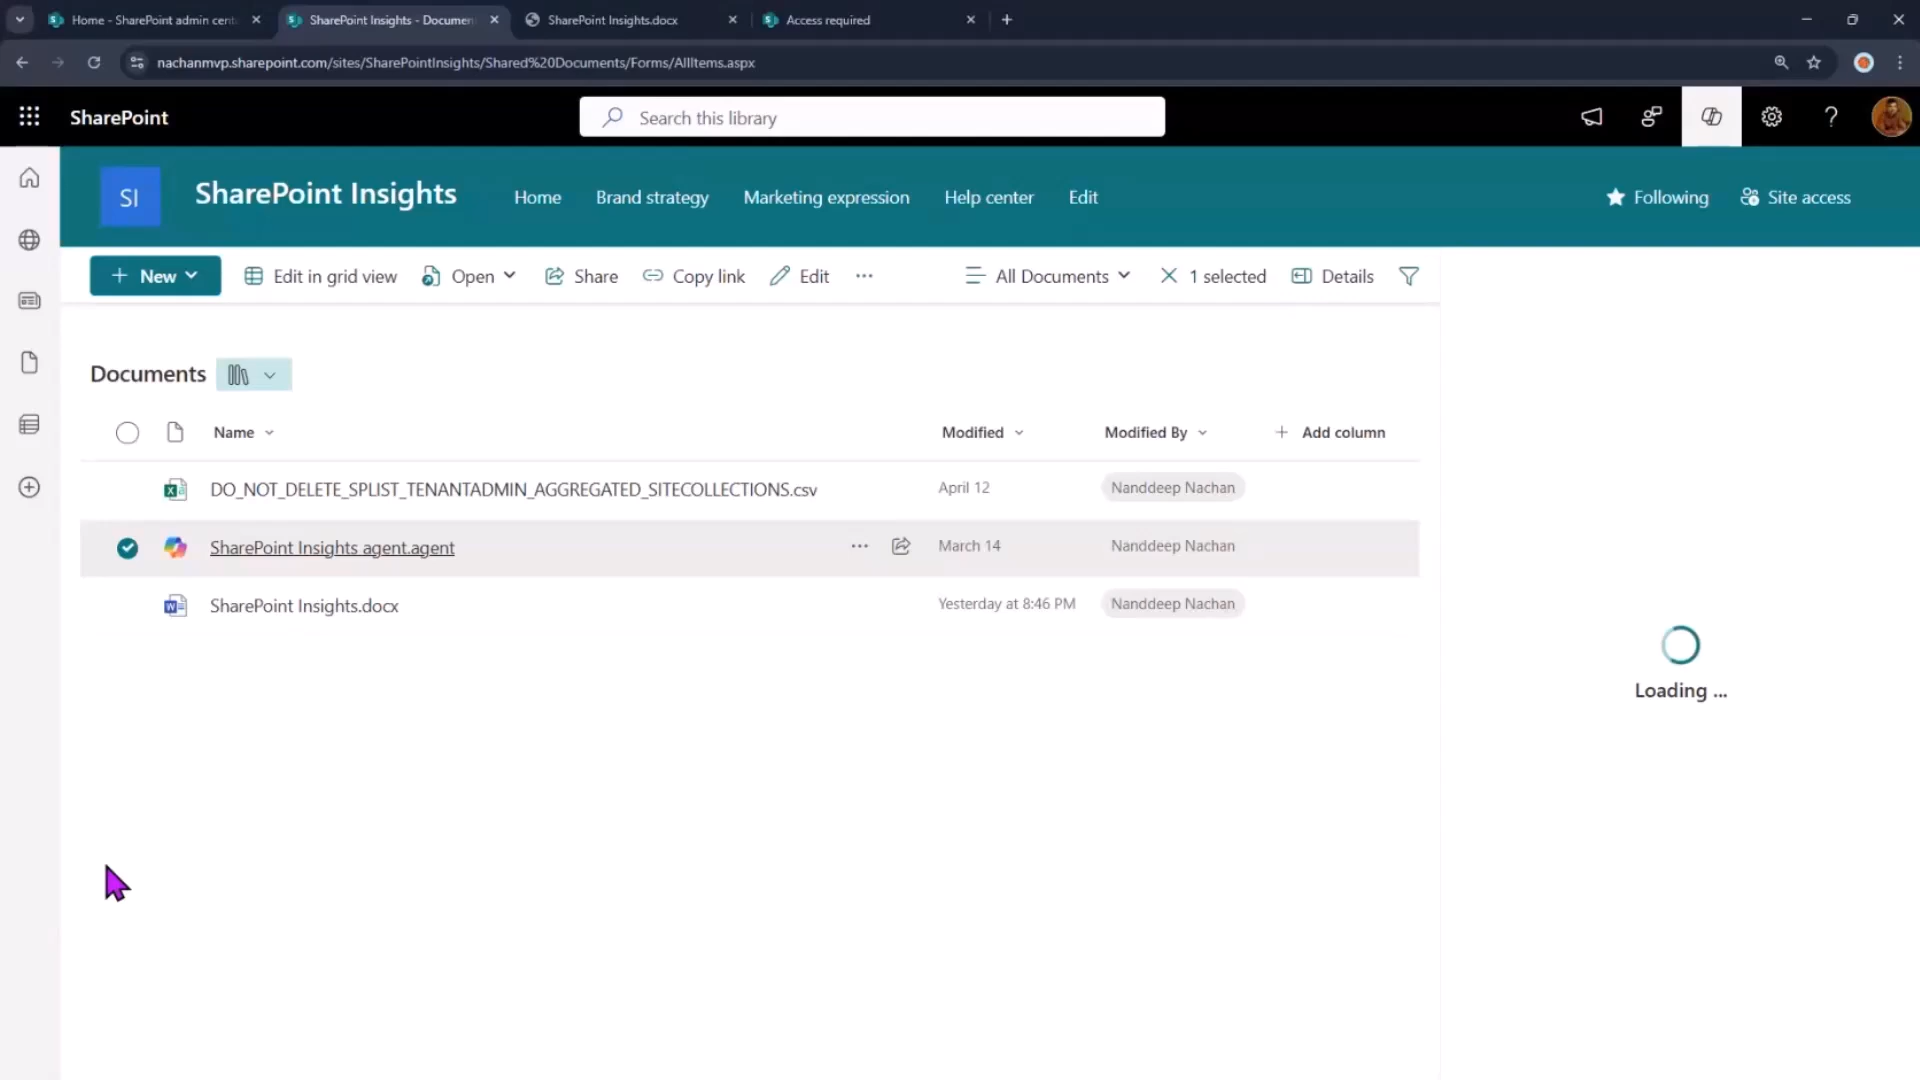 Home - SharePoint admin cent
SharePoint Insights - Documen
SharePoint Insights.docx
Access required
nachanmvp.sharepoint.com/sites/SharePointInsights/Shared%20Documents/Forms/AllItems.aspx
SharePoint
Search this library
SI
SharePoint Insights
Home
Brand strategy
Marketing expression
Help center
Edit
Following
Site access
New
Edit in grid view
Open
Share
Copy link
Edit
All Documents
1 selected
Details
Documents
Name
Modified
Modified By
Add column
DO_NOT_DELETE_SPLIST_TENANTADMIN_AGGREGATED_SITECOLLECTIONS.csv
April 12
Nanddeep Nachan
SharePoint Insights agent.agent
March 14
Nanddeep Nachan
SharePoint Insights.docx
Yesterday at 8:46 PM
Nanddeep Nachan
Loading ...